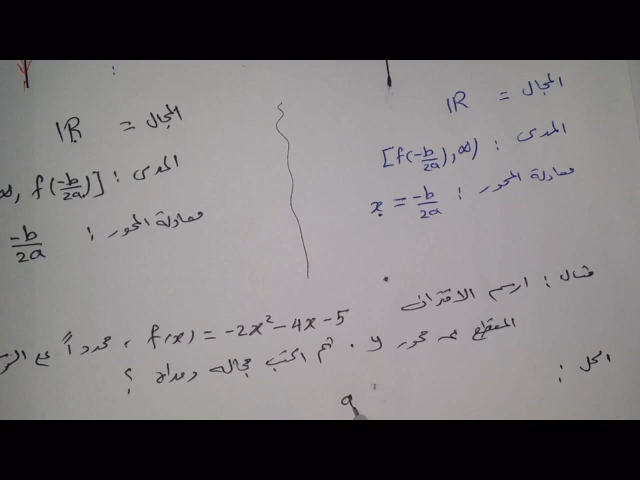 المجال = IR
المدى : [f(-b/2a), ∞)
معادلة المحور : x = -b/2a
المجال = IR
المدى : ∞, f(-b/2a)]
معادلة المحور : -b/2a
مثال : ارسم الاقتران f(x) = -2x² - 4x - 5 ، محدداً
المقطع مع محور y . ثم اكتب مجاله ومداه ؟
الحل :
a